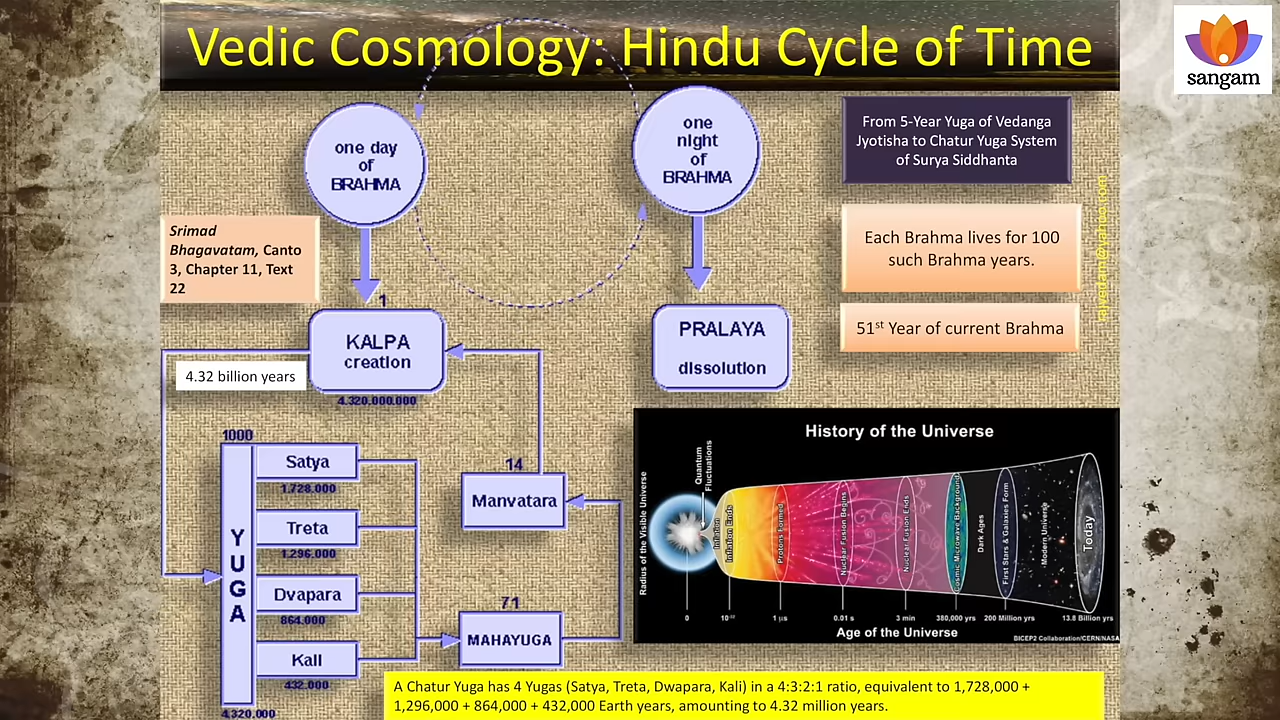 Vedic Cosmology: Hindu Cycle of Time
sangam
one day
of
BRAHMA
one
night
of
BRAHMA
From 5-Year Yuga of Vedanga
Jyotisha to Chatur Yuga System
of Surya Siddhanta
Each Brahma lives for 100
such Brahma years.
51st Year of current Brahma
Srimad
Bhagavatam, Canto
3, Chapter 11, Text
22
1
KALPA
creation
4.320.000.000
4.32 billion years
PRALAYA
dissolution
1000
YUGA
Satya
1.728.000
Treta
1.296.000
Dvapara
864.000
Kali
432.000
4.320.000
14
Manvatara
71
MAHAYUGA
History of the Universe
Radius of the Visible Universe
Quantum
Fluctuations
Inflation
Inflation Ends
Protons Formed
Nuclear Fusion Begins
Nuclear Fusion Ends
Cosmic Microwave Background
Dark Ages
First Stars & Galaxies Form
Modern Universe
Today
0
1 µs
0.01 s
3 min
380,000 yrs
200 Million yrs
13.8 Billion yrs
Age of the Universe
BICEP2 Collaboration/CERN/NASA
A Chatur Yuga has 4 Yugas (Satya, Treta, Dwapara, Kali) in a 4:3:2:1 ratio, equivalent to 1,728,000 +
1,296,000 + 864,000 + 432,000 Earth years, amounting to 4.32 million years.